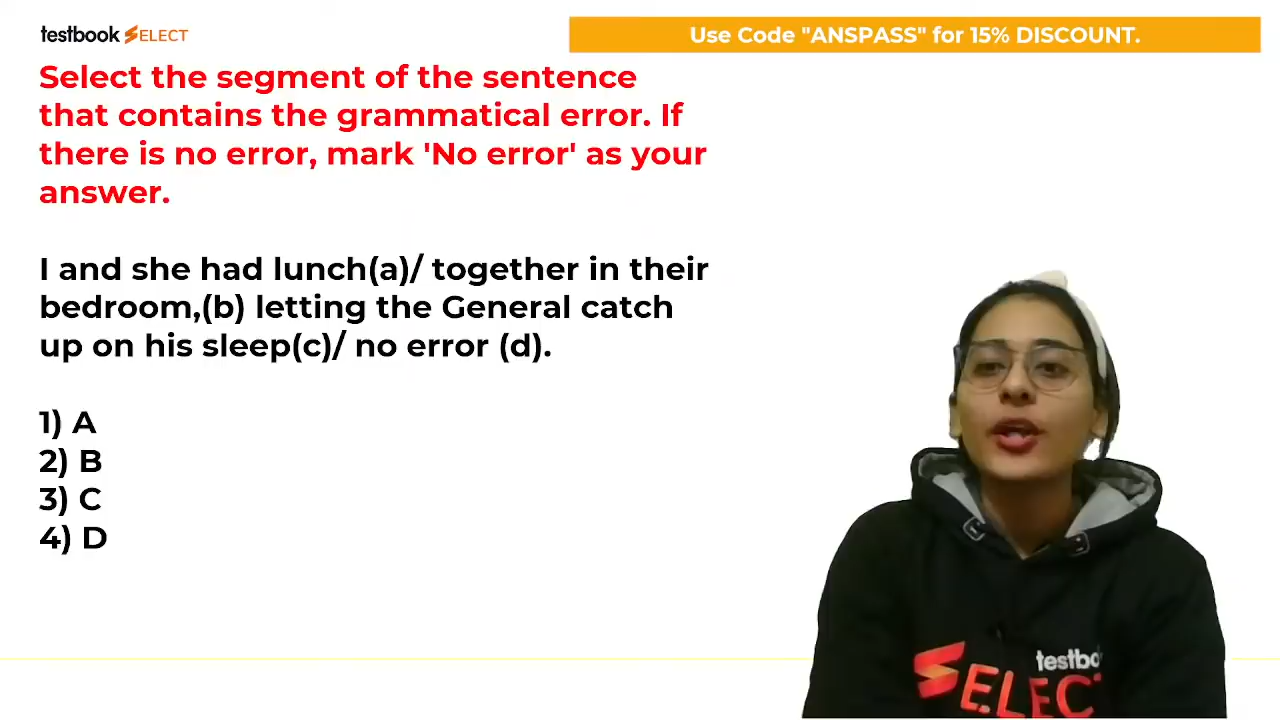 testbook SELECT
Use Code "ANSPASS" for 15% DISCOUNT.
Select the segment of the sentence
that contains the grammatical error. If
there is no error, mark 'No error' as your
answer.
I and she had lunch(a)/ together in their
bedroom,(b) letting the General catch
up on his sleep(c)/ no error (d).
1) A
2) B
3) C
4) D
testbo
SELECT